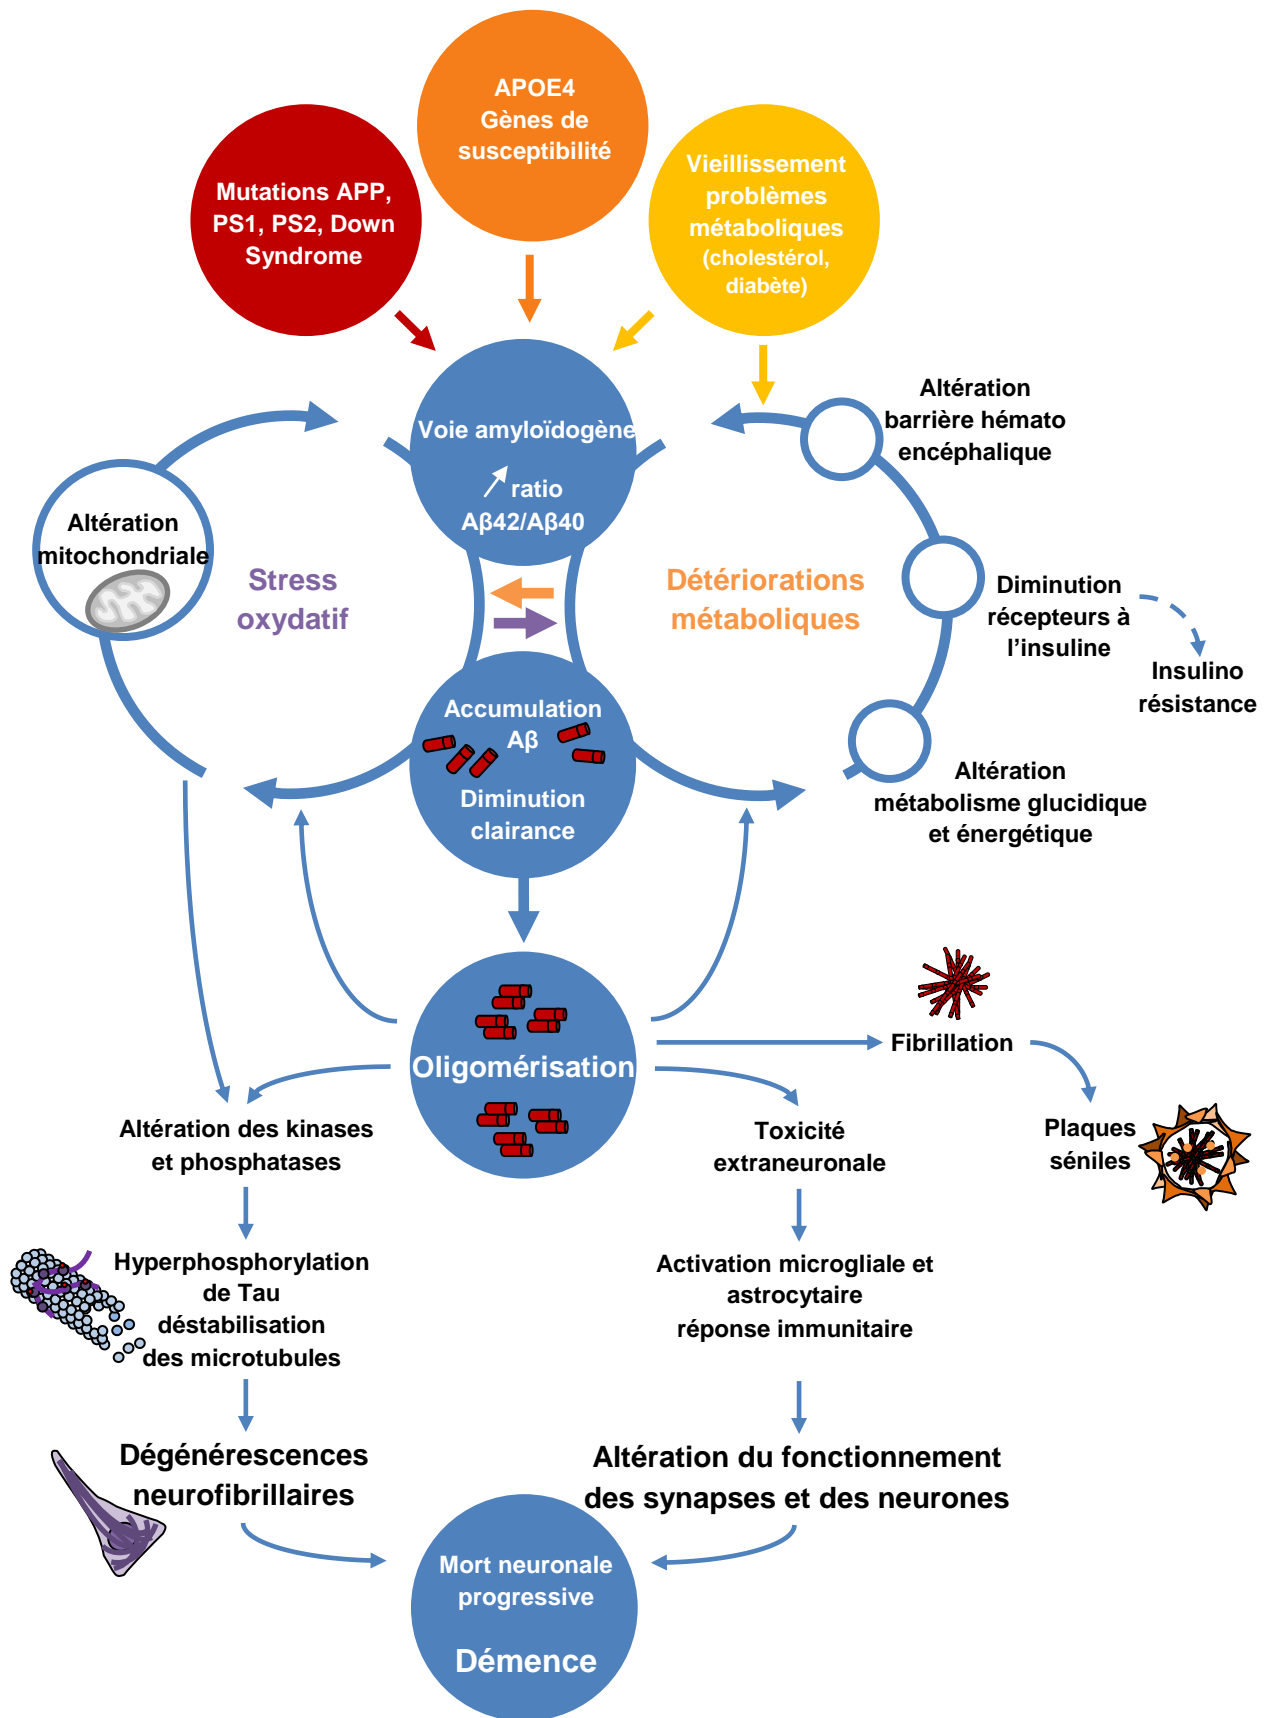 APOE4
Gènes de
susceptibilité
Mutations APP,
PS1, PS2, Down
Syndrome
Vieillissement
problèmes
métaboliques
(cholestérol,
diabète)
Voie amyloïdogène
ratio
Aβ42/Aβ40
Altération
barrière hémato
encéphalique
Altération
mitochondriale
Stress
oxydatif
Détériorations
métaboliques
Diminution
récepteurs à
l’insuline
Insulino
résistance
Accumulation
Aβ
Diminution
clairance
Altération
métabolisme glucidique
et énergétique
Oligomérisation
Fibrillation
Plaques
séniles
Altération des kinases
et phosphatases
Toxicité
extraneuronale
Hyperphosphorylation
de Tau
déstabilisation
des microtubules
Activation microgliale et
astrocytaire
réponse immunitaire
Dégénérescences
neurofibrillaires
Altération du fonctionnement
des synapses et des neurones
Mort neuronale
progressive
Démence